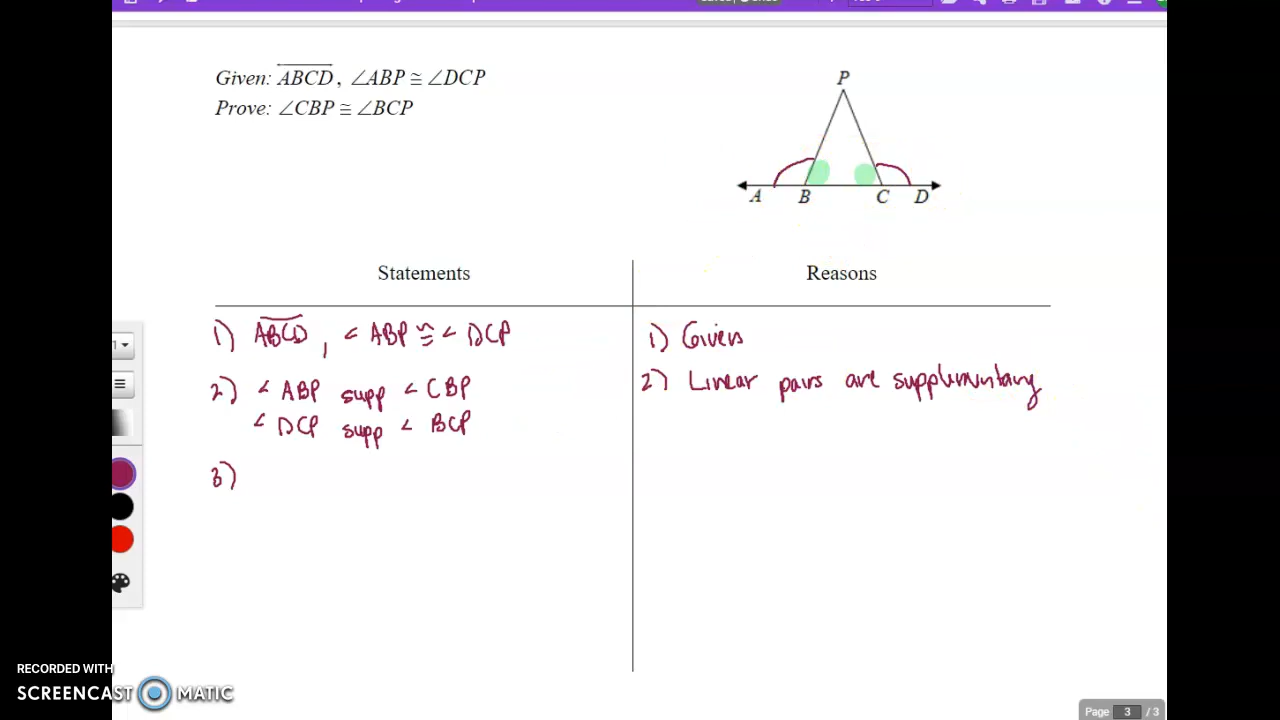 Given: ABCD, ∠ABP ≅ ∠DCP
Prove: ∠CBP ≅ ∠BCP
P
A B C D
Statements Reasons
1) ABCD, < ABP ≅ < DCP 1) Given
2) < ABP supp < CBP 2) Linear pairs are supplementary
< DCP supp < BCP
3)
1
RECORDED WITH
SCREENCAST MATIC
Page 3 / 3